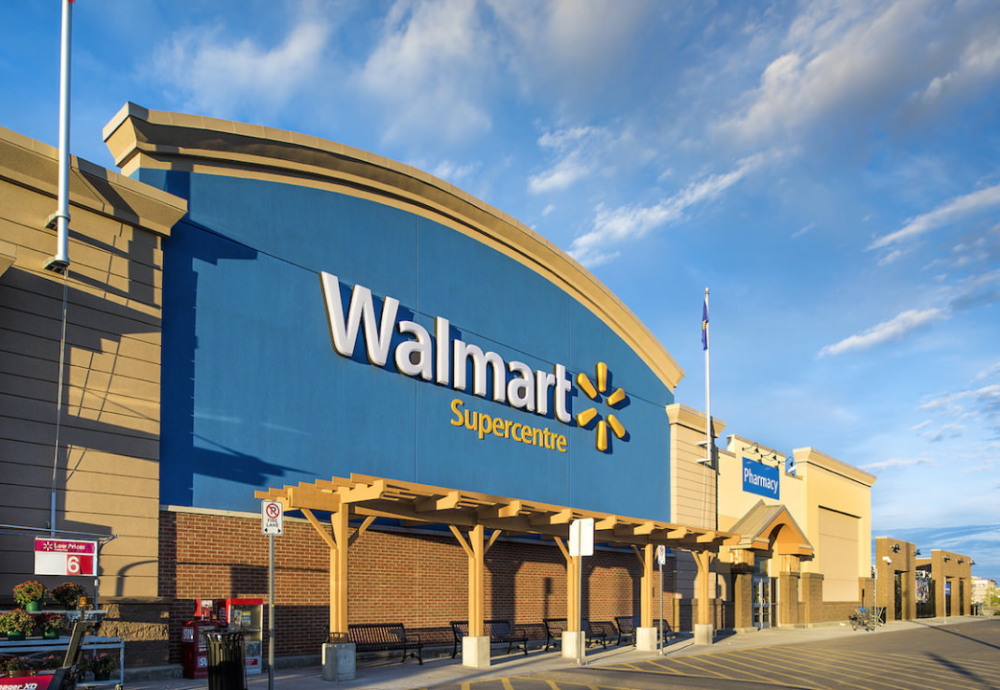 Walmart
Supercentre
Pharmacy
P
FIRE
LANE
Low Prices
6